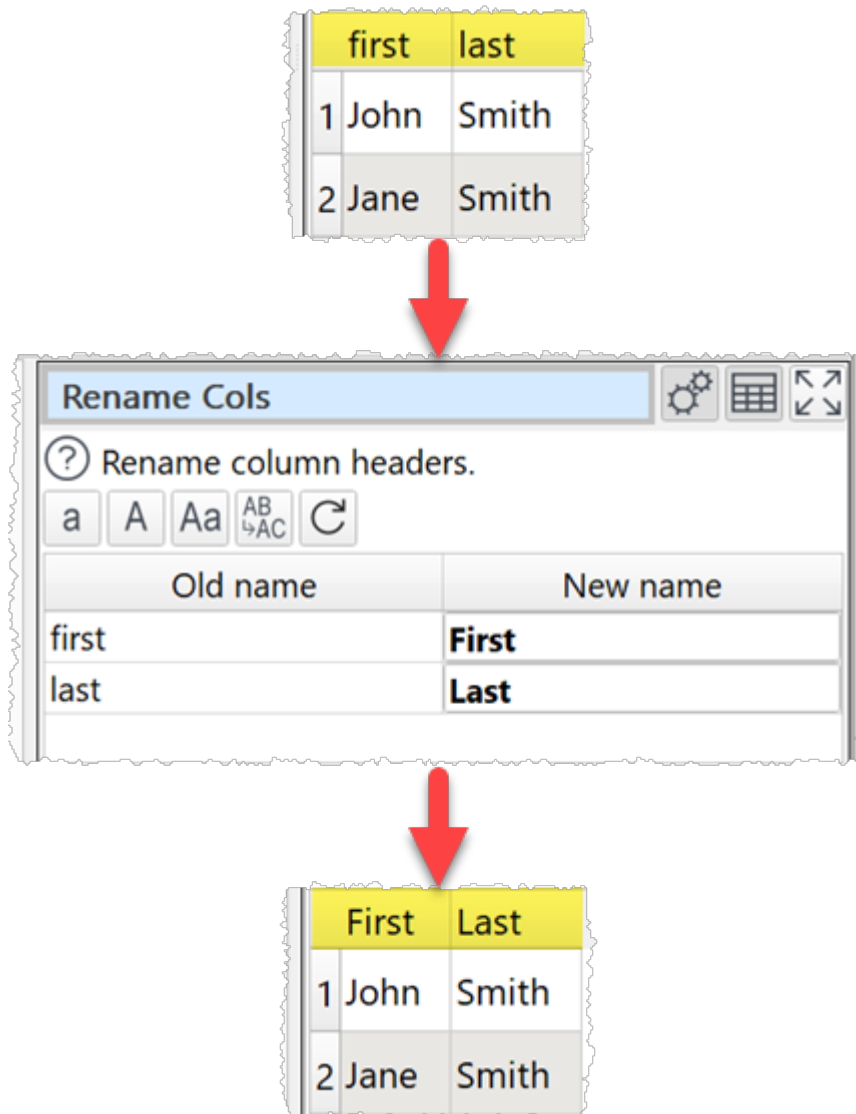 first last
1 John Smith
2 Jane Smith
Rename Cols
? Rename column headers.
a A Aa AB
↳AC
Old name New name
first First
last Last
First Last
1 John Smith
2 Jane Smith